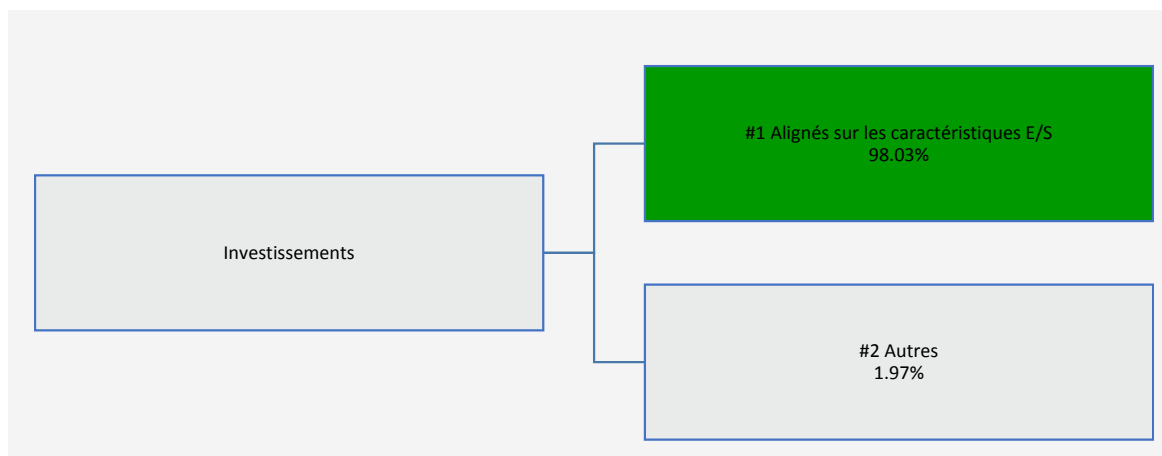 Investissements
#1 Alignés sur les caractéristiques E/S
98.03%
#2 Autres
1.97%